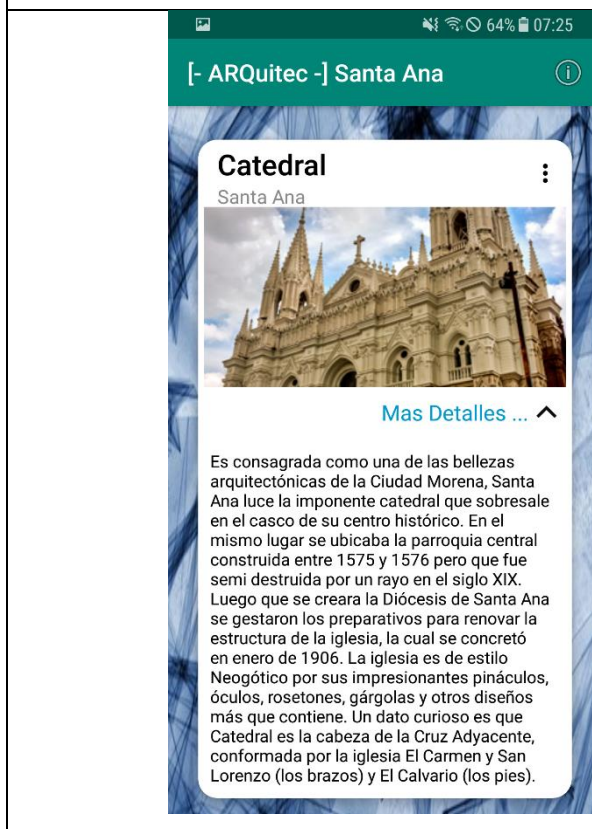 64% 07:25
[- ARQuitec -] Santa Ana
Catedral
Santa Ana
Mas Detalles ...
Es consagrada como una de las bellezas
arquitectónicas de la Ciudad Morena, Santa
Ana luce la imponente catedral que sobresale
en el casco de su centro histórico. En el
mismo lugar se ubicaba la parroquia central
construida entre 1575 y 1576 pero que fue
semi destruida por un rayo en el siglo XIX.
Luego que se creara la Diócesis de Santa Ana
se gestaron los preparativos para renovar la
estructura de la iglesia, la cual se concretó
en enero de 1906. La iglesia es de estilo
Neogótico por sus impresionantes pináculos,
óculos, rosetones, gárgolas y otros diseños
más que contiene. Un dato curioso es que
Catedral es la cabeza de la Cruz Adyacente,
conformada por la iglesia El Carmen y San
Lorenzo (los brazos) y El Calvario (los pies).